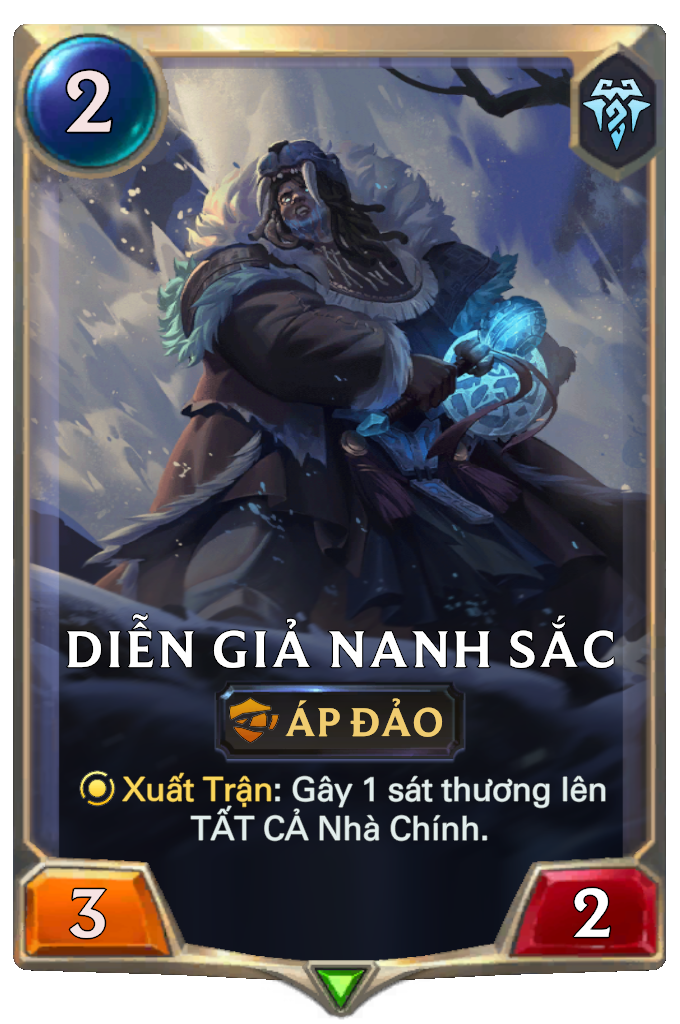 2
DIỄN GIẢ NANH SẮC
ÁP ĐẢO
Xuất Trận: Gây 1 sát thương lên
TẤT CẢ Nhà Chính.
3
2